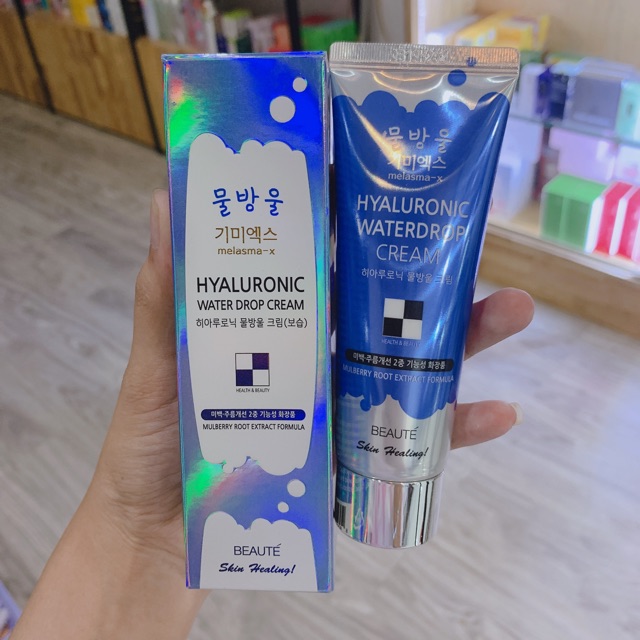 물방울
기미엑스
melasma-x
HYALURONIC
WATER DROP CREAM
히아루로닉 물방울 크림(보습)
HEALTH & BEAUTY
미백·주름개선 2중 기능성 화장품
MULBERRY ROOT EXTRACT FORMULA
BEAUTÉ
Skin Healing!
물방울
기미엑스
melasma-x
HYALURONIC
WATERDROP
CREAM
히아루로닉 물방울 크림
HEALTH & BEAUTY
미백·주름개선 2중 기능성 화장품
MULBERRY ROOT EXTRACT FORMULA
BEAUTÉ
Skin Healing!